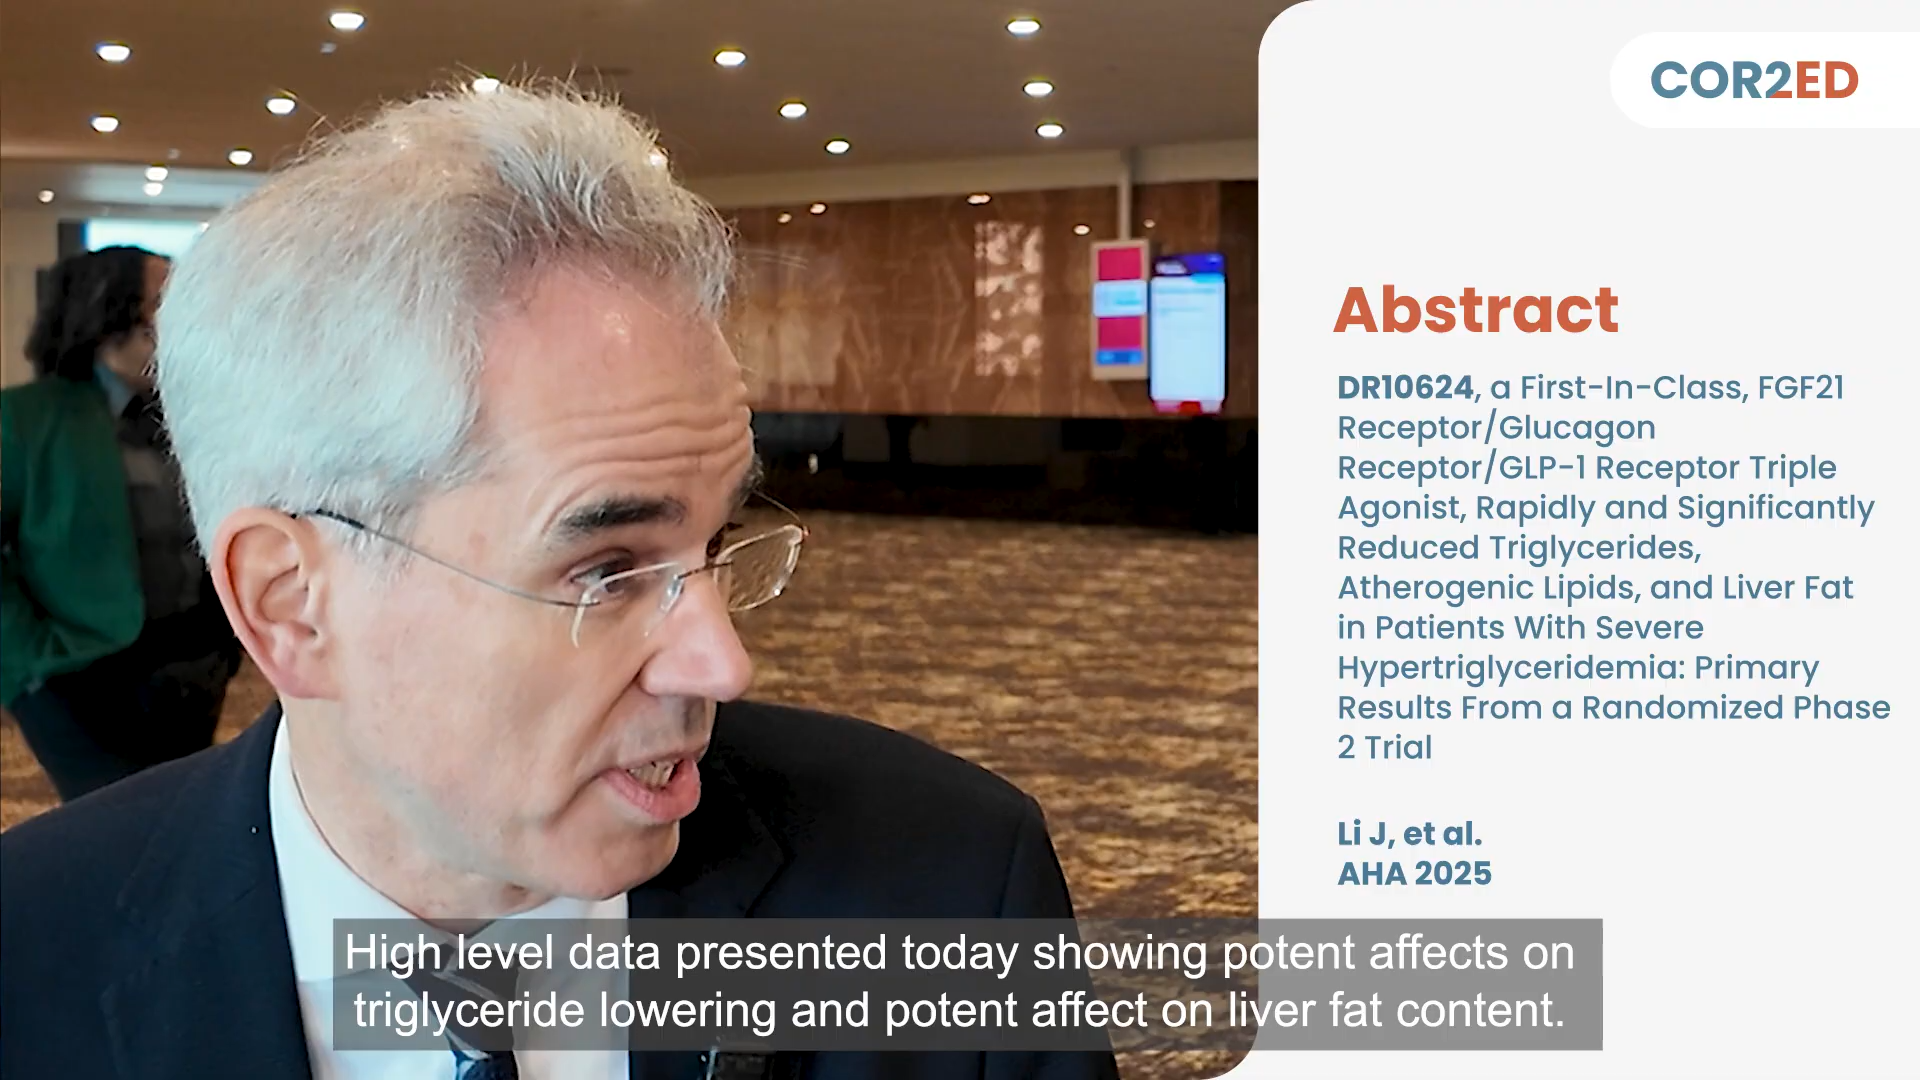 COR2ED
Abstract
DR10624, a First-In-Class, FGF21
Receptor/Glucagon
Receptor/GLP-1 Receptor Triple
Agonist, Rapidly and Significantly
Reduced Triglycerides,
Atherogenic Lipids, and Liver Fat
in Patients With Severe
Hypertriglyceridemia: Primary
Results From a Randomized Phase
2 Trial
Li J, et al.
AHA 2025
High level data presented today showing potent affects on
triglyceride lowering and potent affect on liver fat content.